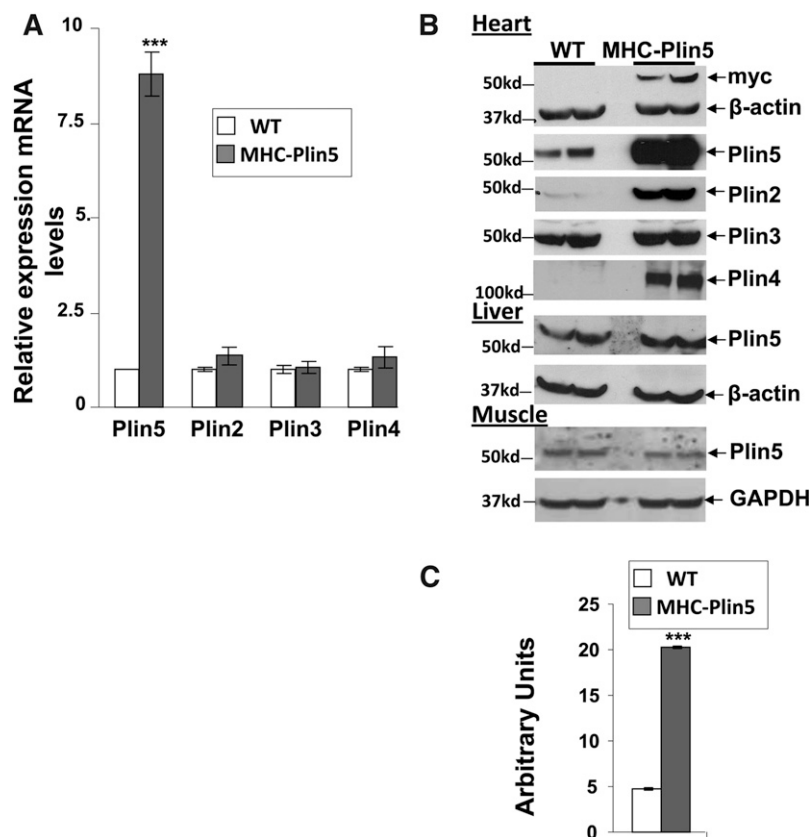 A
Relative expression mRNA
levels
10
7.5
5.
2.5
0
***
WT
MHC-Plin5
Plin5 Plin2 Plin3 Plin4
B
Heart
WT MHC-Plin5
50kd myc
37kd β-actin
50kd Plin5
50kd Plin2
50kd Plin3
100kd Plin4
Liver
50kd Plin5
37kd β-actin
Muscle
50kd Plin5
37kd GAPDH
C
WT
MHC-Plin5
Arbitrary Units
25
20
15
10
5
0
***